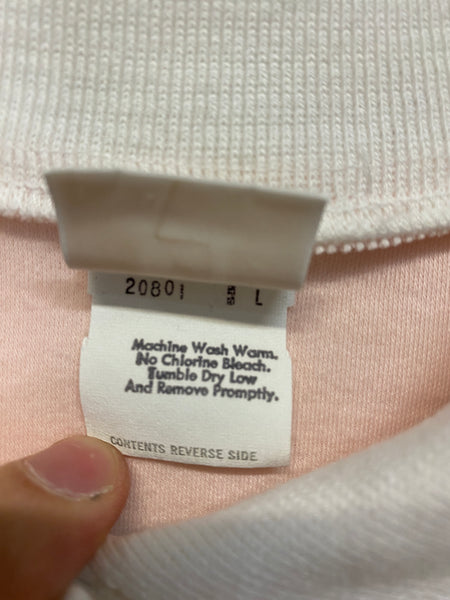 20801 L
Machine Wash Warm.
No Chlorine Bleach.
Tumble Dry Low
And Remove Promptly.
CONTENTS REVERSE SIDE